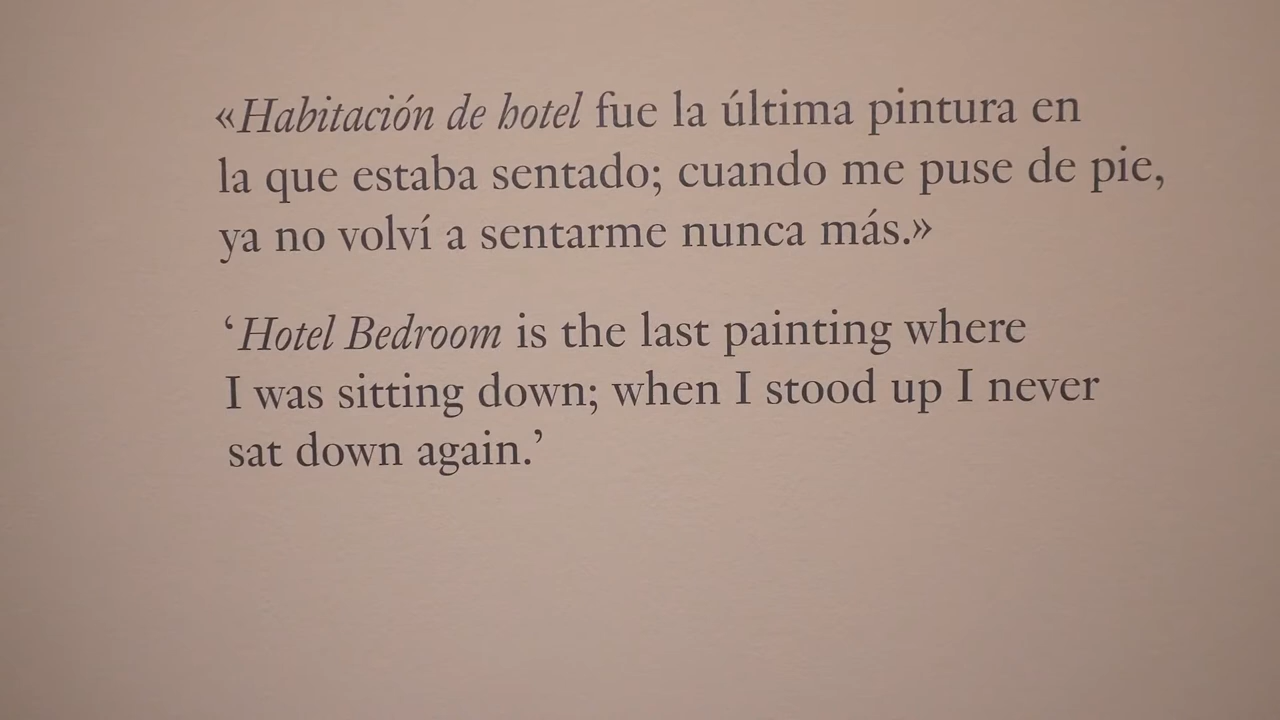 «Habitación de hotel fue la última pintura en
la que estaba sentado; cuando me puse de pie,
ya no volví a sentarme nunca más.»
‘Hotel Bedroom is the last painting where
I was sitting down; when I stood up I never
sat down again.’